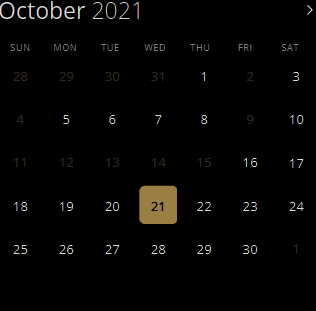 October 2021
SUN MON TUE WED THU FRI SAT
28 29 30 31 1 2 3
4 5 6 7 8 9 10
11 12 13 14 15 16 17
18 19 20 21 22 23 24
25 26 27 28 29 30 1